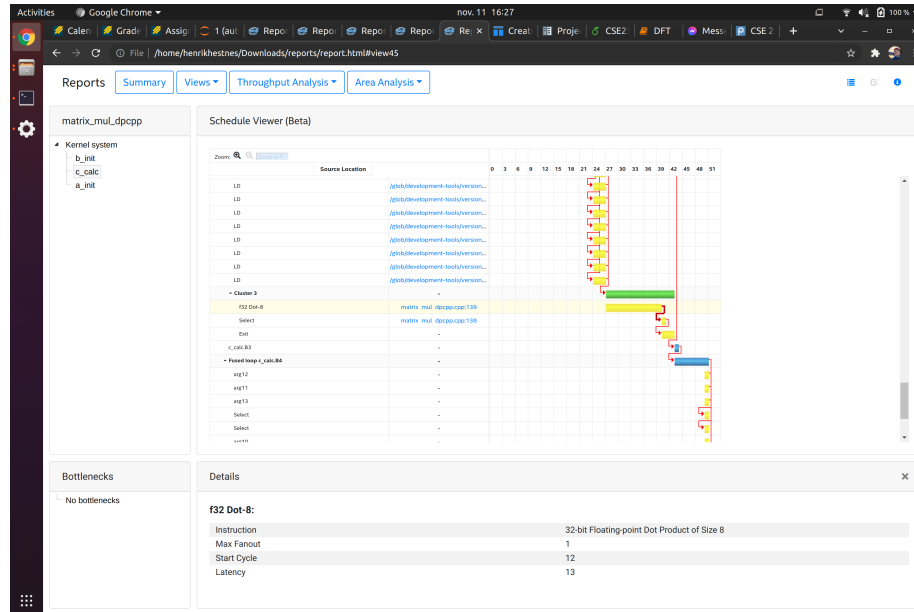 Activities Google Chrome nov. 11 16:27 100 %
Calen Grade Assig 1 (aut Repor Repor Repor Repor Re Creat Proje CSE2 DFT Mess CSE 2
File /home/henrikhestnes/Downloads/reports/report.html#view45
Reports Summary Views Throughput Analysis Area Analysis
matrix_mul_dpcpp
Kernel system
b_init
c_calc
a_init
Schedule Viewer (Beta)
Zoom:
Source Location 0 3 6 9 12 15 18 21 24 27 30 33 36 39 42 45 48 51
LD /glob/development-tools/version...
LD /glob/development-tools/version...
LD /glob/development-tools/version...
LD /glob/development-tools/version...
LD /glob/development-tools/version...
LD /glob/development-tools/version...
LD /glob/development-tools/version...
LD /glob/development-tools/version...
Cluster 3 -
f32 Dot-8 matrix_mul_dpcpp.cpp:139
Select matrix_mul_dpcpp.cpp:138
Exit -
c_calc.B3 -
Fused loop c_calc.B4 -
arg12 -
arg11 -
arg13 -
Select -
Select -
arg10 -
Bottlenecks
No bottlenecks
Details ×
f32 Dot-8:
Instruction 32-bit Floating-point Dot Product of Size 8
Max Fanout 1
Start Cycle 12
Latency 13